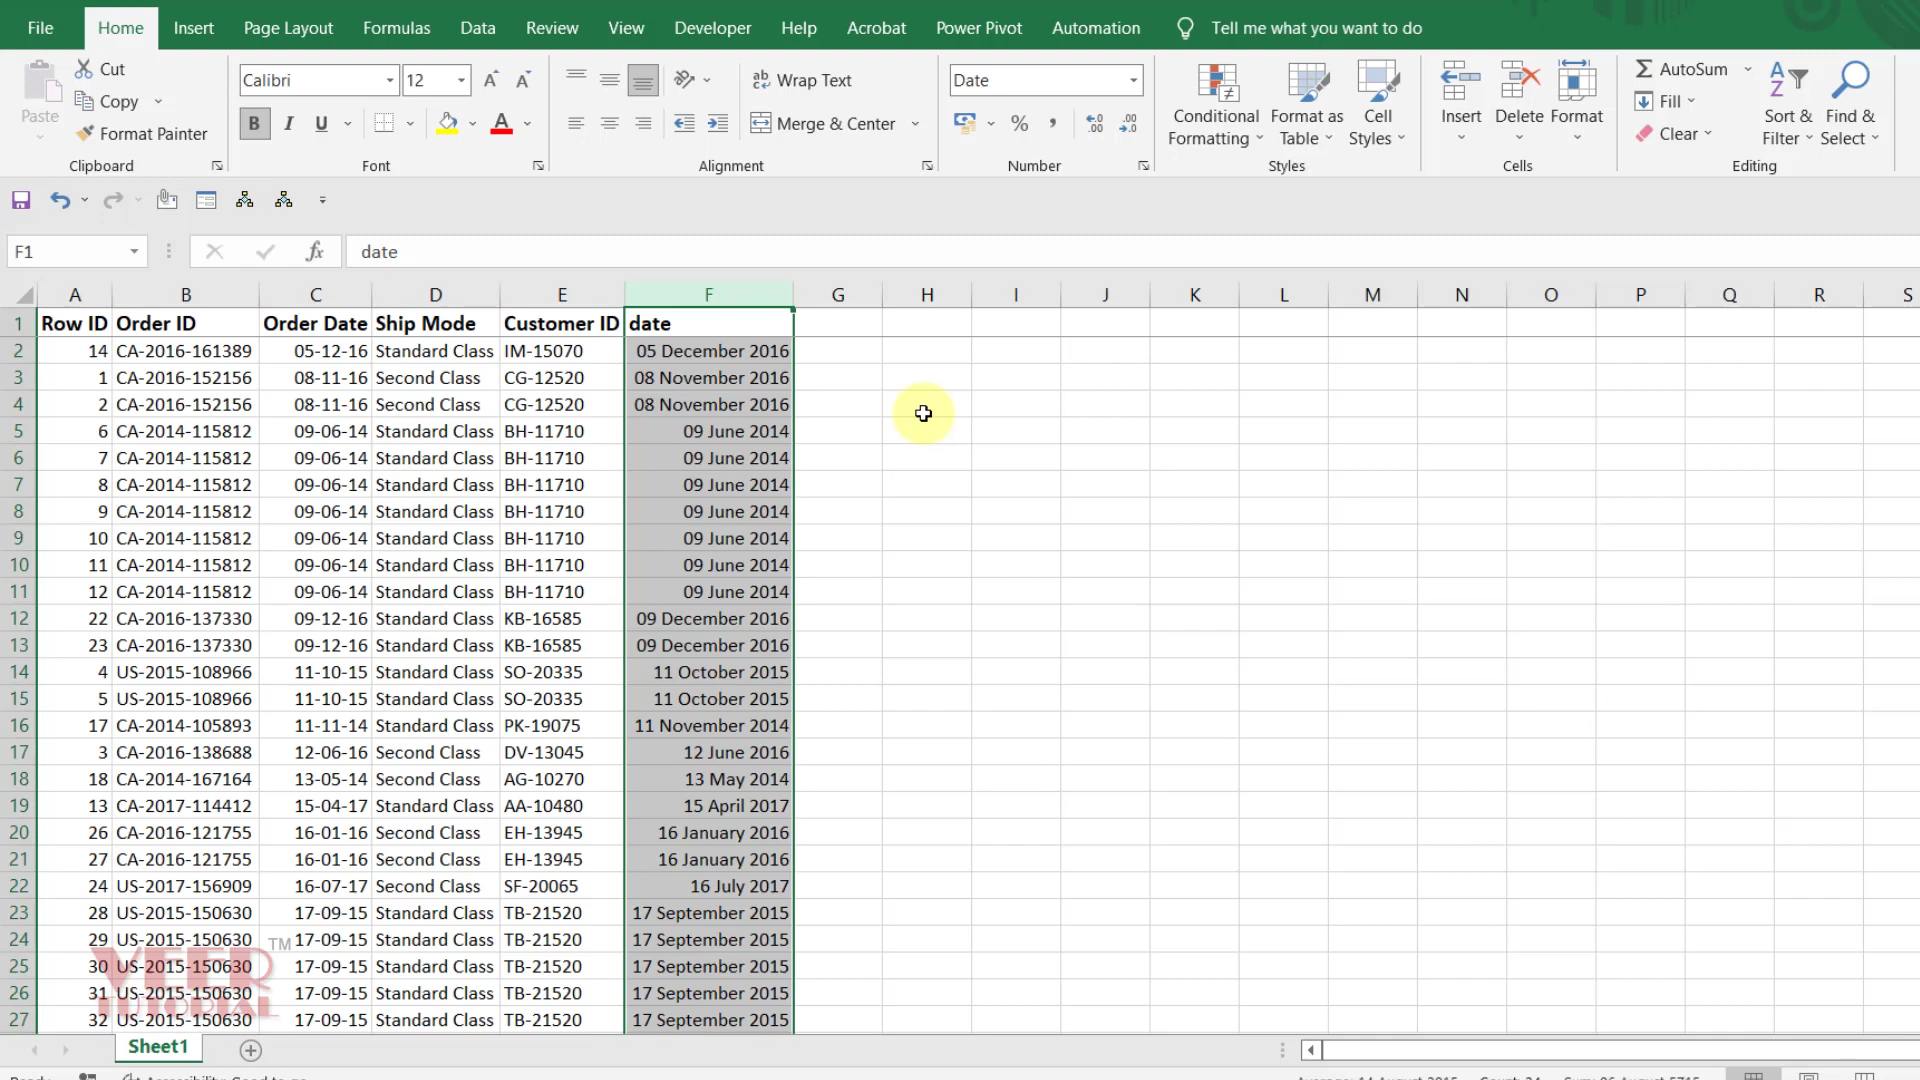 File Home Insert Page Layout Formulas Data Review View Developer Help Acrobat Power Pivot Automation Tell me what you want to do
Paste
Cut
Copy
Format Painter
Clipboard
Calibri 12
B I U
Font
Wrap Text
Merge & Center
Alignment
Date
Number
Conditional Formatting
Format as Table
Cell Styles
Styles
Insert
Delete
Format
Cells
AutoSum
Fill
Clear
Sort & Filter
Find & Select
Editing
F1 fx date
A B C D E F G H I J K L M N O P Q R S
1 Row ID Order ID Order Date Ship Mode Customer ID date
2 14 CA-2016-161389 05-12-16 Standard Class IM-15070 05 December 2016
3 1 CA-2016-152156 08-11-16 Second Class CG-12520 08 November 2016
4 2 CA-2016-152156 08-11-16 Second Class CG-12520 08 November 2016
5 6 CA-2014-115812 09-06-14 Standard Class BH-11710 09 June 2014
6 7 CA-2014-115812 09-06-14 Standard Class BH-11710 09 June 2014
7 8 CA-2014-115812 09-06-14 Standard Class BH-11710 09 June 2014
8 9 CA-2014-115812 09-06-14 Standard Class BH-11710 09 June 2014
9 10 CA-2014-115812 09-06-14 Standard Class BH-11710 09 June 2014
10 11 CA-2014-115812 09-06-14 Standard Class BH-11710 09 June 2014
11 12 CA-2014-115812 09-06-14 Standard Class BH-11710 09 June 2014
12 22 CA-2016-137330 09-12-16 Standard Class KB-16585 09 December 2016
13 23 CA-2016-137330 09-12-16 Standard Class KB-16585 09 December 2016
14 4 US-2015-108966 11-10-15 Standard Class SO-20335 11 October 2015
15 5 US-2015-108966 11-10-15 Standard Class SO-20335 11 October 2015
16 17 CA-2014-105893 11-11-14 Standard Class PK-19075 11 November 2014
17 3 CA-2016-138688 12-06-16 Second Class DV-13045 12 June 2016
18 18 CA-2014-167164 13-05-14 Second Class AG-10270 13 May 2014
19 13 CA-2017-114412 15-04-17 Standard Class AA-10480 15 April 2017
20 26 CA-2016-121755 16-01-16 Second Class EH-13945 16 January 2016
21 27 CA-2016-121755 16-01-16 Second Class EH-13945 16 January 2016
22 24 US-2017-156909 16-07-17 Second Class SF-20065 16 July 2017
23 28 US-2015-150630 17-09-15 Standard Class TB-21520 17 September 2015
24 29 US-2015-150630 17-09-15 Standard Class TB-21520 17 September 2015
25 30 US-2015-150630 17-09-15 Standard Class TB-21520 17 September 2015
26 31 US-2015-150630 17-09-15 Standard Class TB-21520 17 September 2015
27 32 US-2015-150630 17-09-15 Standard Class TB-21520 17 September 2015
YEER TM
TUTORIAL
Sheet1